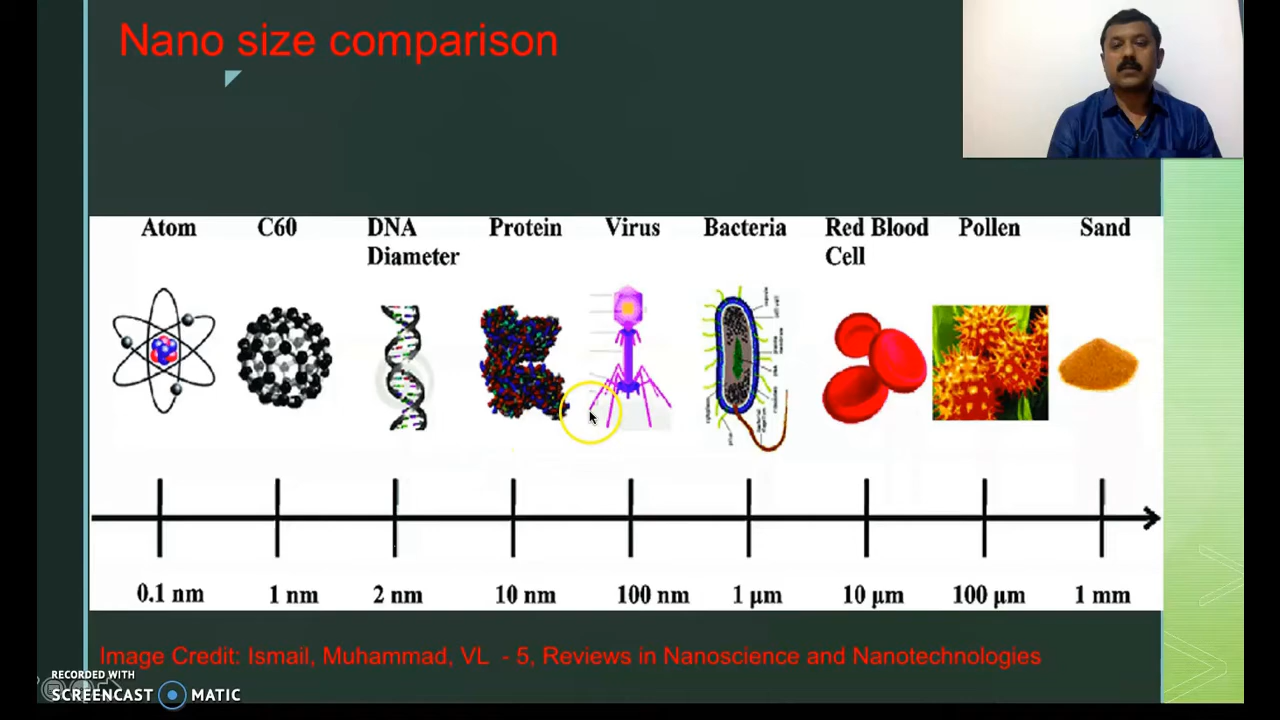 Nano size comparison
Atom C60 DNA Diameter Protein Virus Bacteria Red Blood Cell Pollen Sand
0.1 nm 1 nm 2 nm 10 nm 100 nm 1 μm 10 μm 100 μm 1 mm
Image Credit: Ismail, Muhammad, VL - 5, Reviews in Nanoscience and Nanotechnologies
RECORDED WITH
SCREENCAST MATIC